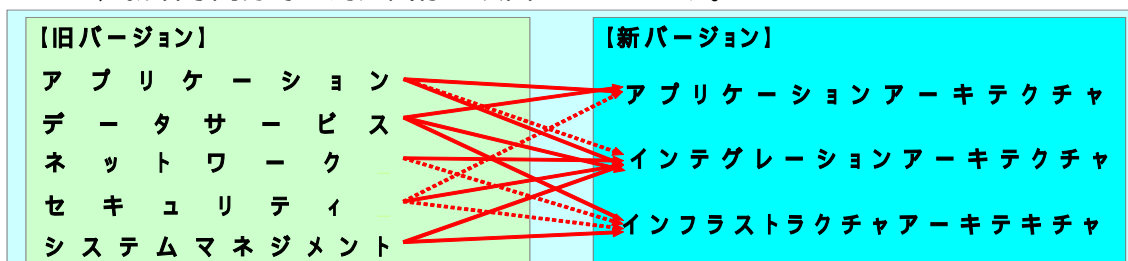 【旧バージョン】
アプリケーション
データサービス
ネットワーク
セキュリティ
システムマネジメント
【新バージョン】
アプリケーションアーキテクチャ
インテグレーションアーキテクチャ
インフラストラクチャアーキテキチャ